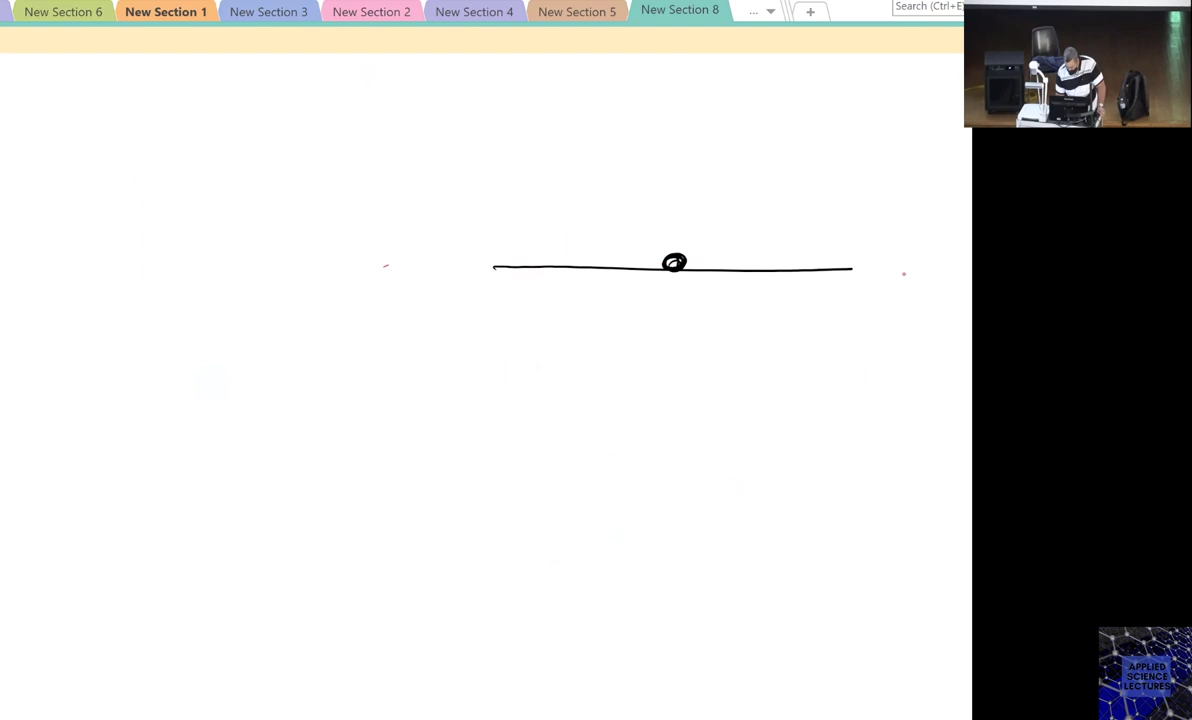 New Section 6 New Section 1 New Section 3 New Section 2 New Section 4 New Section 5 New Section 8 ... Search (Ctrl+E)
APPLIED
SCIENCE
LECTURES